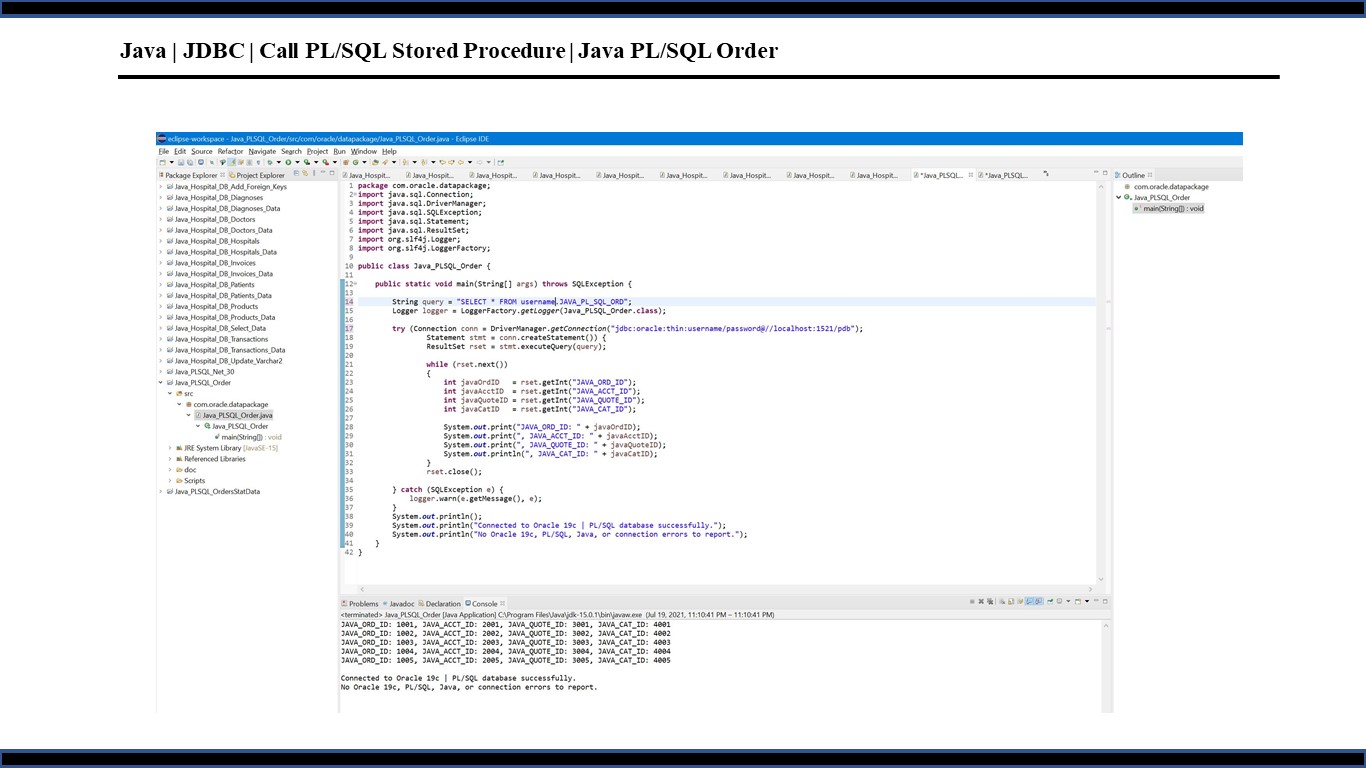 Java | JDBC | Call PL/SQL Stored Procedure | Java PL/SQL Order
eclipse-workspace - Java_PLSQL_Order/src/com/oracle/datapackage/Java_PLSQL_Order.java - Eclipse IDE
File Edit Source Refactor Navigate Search Project Run Window Help
Package Explorer Project Explorer
Java_Hospital_DB_Add_Foreign_Keys
Java_Hospital_DB_Diagnoses
Java_Hospital_DB_Diagnoses_Data
Java_Hospital_DB_Doctors
Java_Hospital_DB_Doctors_Data
Java_Hospital_DB_Hospitals
Java_Hospital_DB_Hospitals_Data
Java_Hospital_DB_Invoices
Java_Hospital_DB_Invoices_Data
Java_Hospital_DB_Patients
Java_Hospital_DB_Patients_Data
Java_Hospital_DB_Products
Java_Hospital_DB_Products_Data
Java_Hospital_DB_Select_Data
Java_Hospital_DB_Transactions
Java_Hospital_DB_Transactions_Data
Java_Hospital_DB_Update_Varchar2
Java_PLSQL_Net_30
Java_PLSQL_Order
src
com.oracle.datapackage
Java_PLSQL_Order.java
Java_PLSQL_Order
main(String[]) : void
JRE System Library [JavaSE-15]
Referenced Libraries
doc
Scripts
Java_PLSQL_OrdersStatData
Java_Hospit... Java_Hospit... Java_Hospit... Java_Hospit... Java_Hospit... Java_Hospit... Java_Hospit... Java_Hospit... Java_Hospit... *Java_PLSQL... *Java_PLSQL...
1 package com.oracle.datapackage;
2 import java.sql.Connection;
3 import java.sql.DriverManager;
4 import java.sql.SQLException;
5 import java.sql.Statement;
6 import java.sql.ResultSet;
7 import org.slf4j.Logger;
8 import org.slf4j.LoggerFactory;
9
10 public class Java_PLSQL_Order {
11
12 public static void main(String[] args) throws SQLException {
13
14 String query = "SELECT * FROM username.JAVA_PL_SQL_ORD";
15 Logger logger = LoggerFactory.getLogger(Java_PLSQL_Order.class);
16
17 try (Connection conn = DriverManager.getConnection("jdbc:oracle:thin:username/password@//localhost:1521/pdb");
18 Statement stmt = conn.createStatement()) {
19 ResultSet rset = stmt.executeQuery(query);
20
21 while (rset.next())
22 {
23 int javaOrdID = rset.getInt("JAVA_ORD_ID");
24 int javaAcctID = rset.getInt("JAVA_ACCT_ID");
25 int javaQuoteID = rset.getInt("JAVA_QUOTE_ID");
26 int javaCatID = rset.getInt("JAVA_CAT_ID");
27
28 System.out.print("JAVA_ORD_ID: " + javaOrdID);
29 System.out.print(", JAVA_ACCT_ID: " + javaAcctID);
30 System.out.print(", JAVA_QUOTE_ID: " + javaQuoteID);
31 System.out.println(", JAVA_CAT_ID: " + javaCatID);
32 }
33 rset.close();
34
35 } catch (SQLException e) {
36 logger.warn(e.getMessage(), e);
37 }
38 System.out.println();
39 System.out.println("Connected to Oracle 19c | PL/SQL database successfully.");
40 System.out.println("No Oracle 19c, PL/SQL, Java, or connection errors to report.");
41 }
42 }
Outline
com.oracle.datapackage
Java_PLSQL_Order
main(String[]) : void
Problems Javadoc Declaration Console
<terminated> Java_PLSQL_Order [Java Application] C:\Program Files\Java\jdk-15.0.1\bin\javaw.exe (Jul 19, 2021, 11:10:41 PM – 11:10:41 PM)
JAVA_ORD_ID: 1001, JAVA_ACCT_ID: 2001, JAVA_QUOTE_ID: 3001, JAVA_CAT_ID: 4001
JAVA_ORD_ID: 1002, JAVA_ACCT_ID: 2002, JAVA_QUOTE_ID: 3002, JAVA_CAT_ID: 4002
JAVA_ORD_ID: 1003, JAVA_ACCT_ID: 2003, JAVA_QUOTE_ID: 3003, JAVA_CAT_ID: 4003
JAVA_ORD_ID: 1004, JAVA_ACCT_ID: 2004, JAVA_QUOTE_ID: 3004, JAVA_CAT_ID: 4004
JAVA_ORD_ID: 1005, JAVA_ACCT_ID: 2005, JAVA_QUOTE_ID: 3005, JAVA_CAT_ID: 4005
Connected to Oracle 19c | PL/SQL database successfully.
No Oracle 19c, PL/SQL, Java, or connection errors to report.